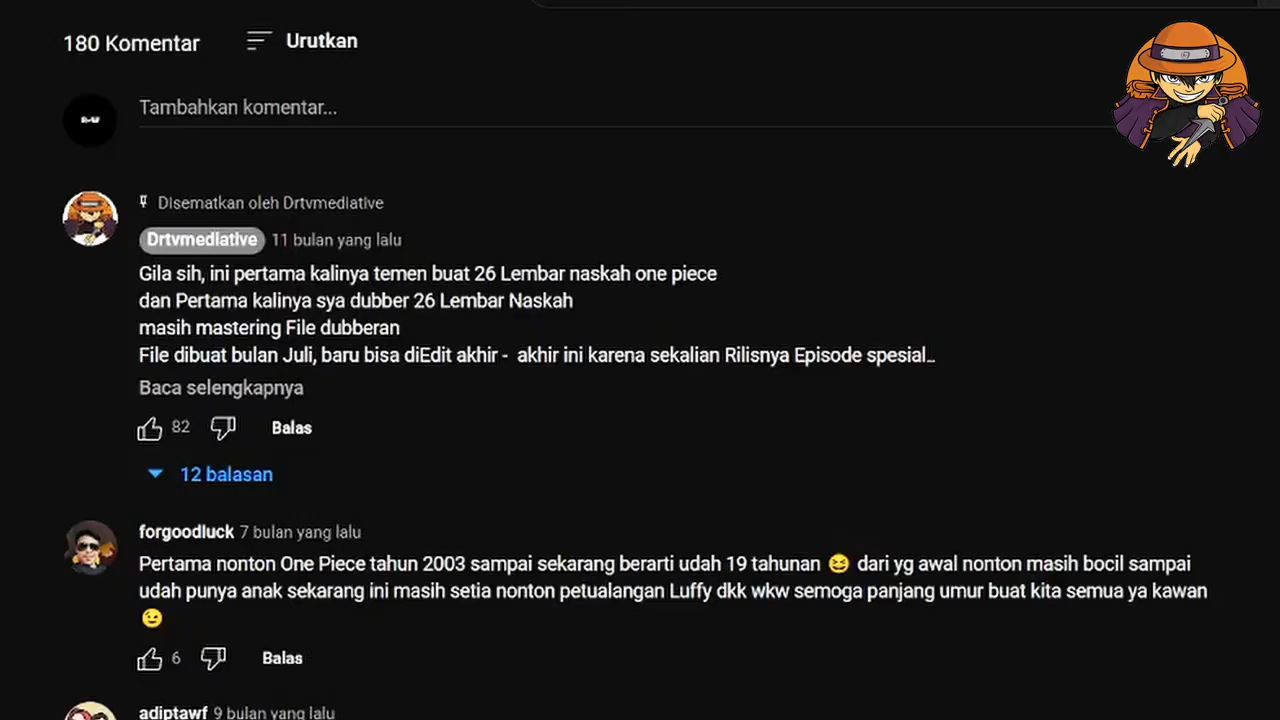 180 Komentar
Urutkan
Tambahkan komentar...
Disematkan oleh Drtvmediative
Drtvmediative 11 bulan yang lalu
Gila sih, ini pertama kalinya temen buat 26 Lembar naskah one piece
dan Pertama kalinya sya dubber 26 Lembar Naskah
masih mastering File dubberan
File dibuat bulan Juli, baru bisa diEdit akhir - akhir ini karena sekalian Rilisnya Episode spesial..
Baca selengkapnya
82
Balas
12 balasan
forgoodluck 7 bulan yang lalu
Pertama nonton One Piece tahun 2003 sampai sekarang berarti udah 19 tahunan 😆 dari yg awal nonton masih bocil sampai
udah punya anak sekarang ini masih setia nonton petualangan Luffy dkk wkw semoga panjang umur buat kita semua ya kawan
😉
6
Balas
adiptawf 9 bulan yang lalu